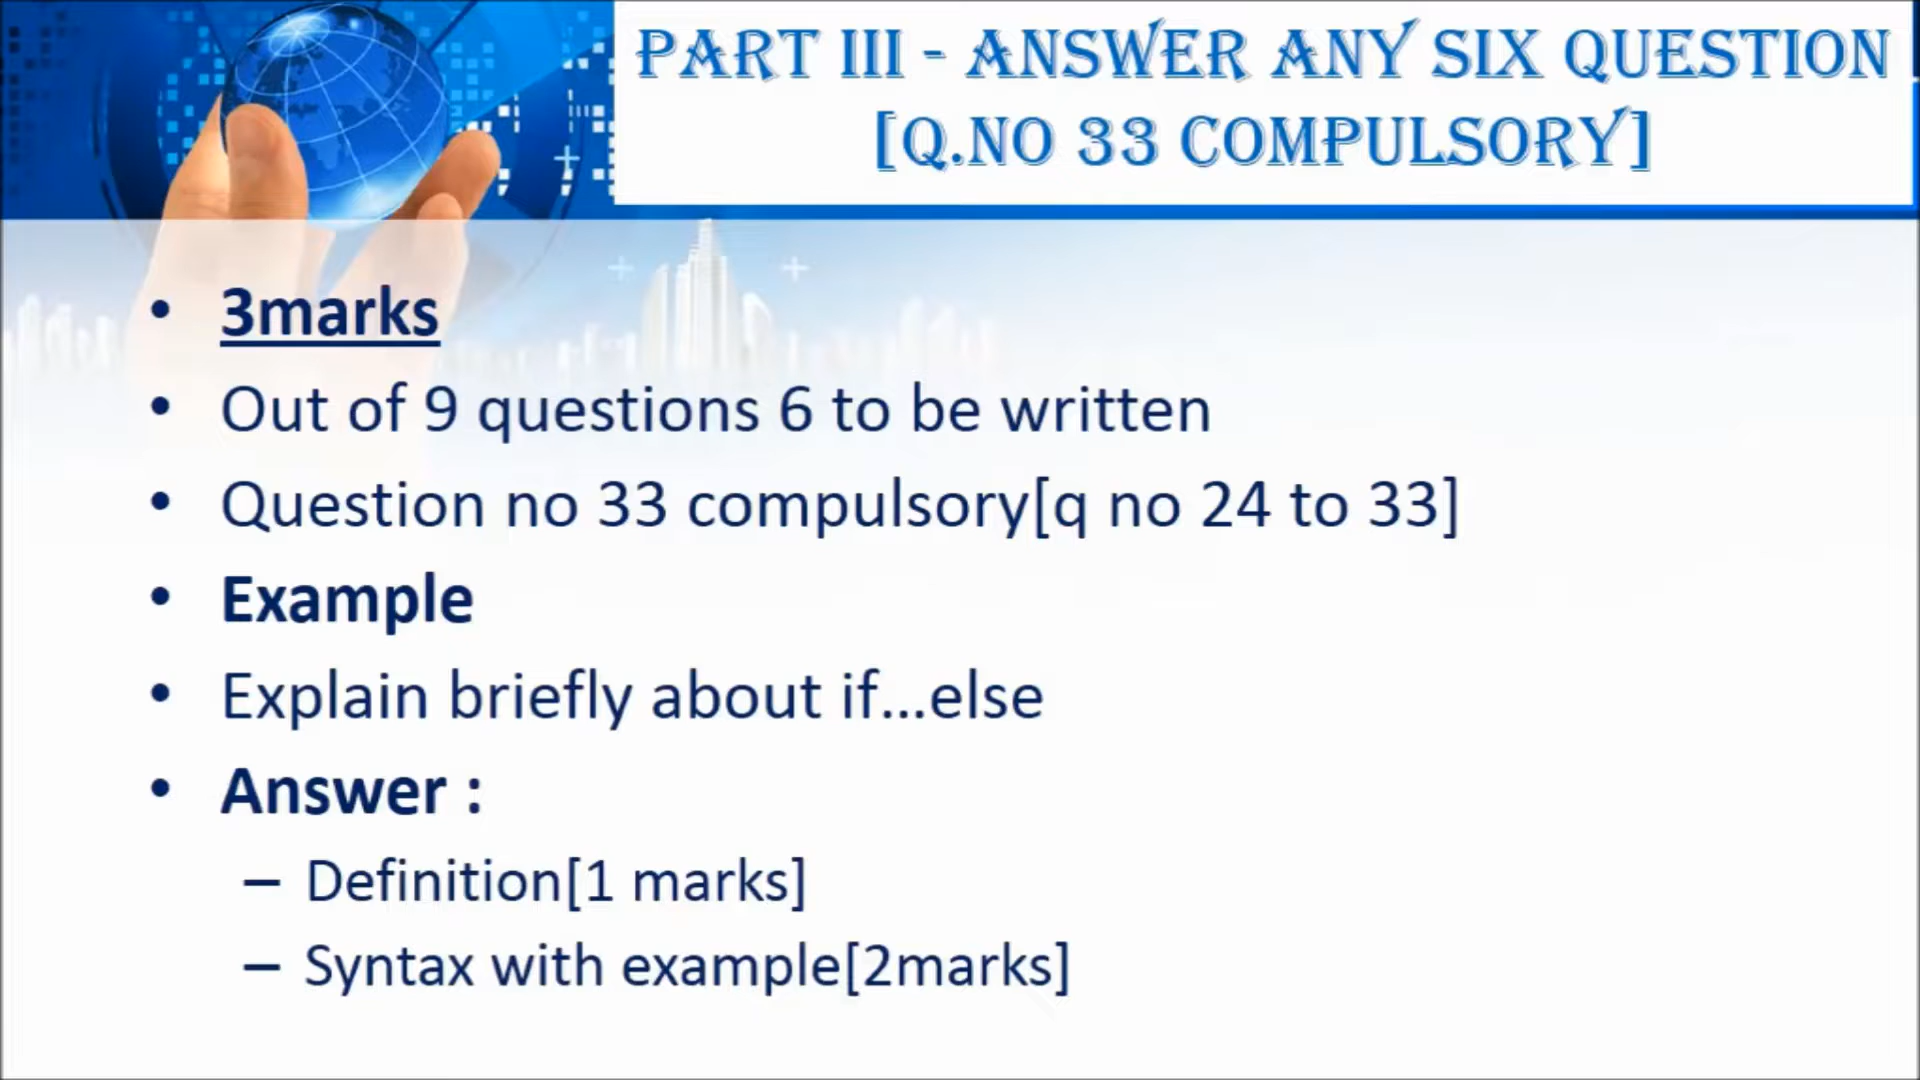 PART III - ANSWER ANY SIX QUESTION
[Q.NO 33 COMPULSORY]
• 3marks
• Out of 9 questions 6 to be written
• Question no 33 compulsory[q no 24 to 33]
• Example
• Explain briefly about if...else
• Answer :
– Definition[1 marks]
– Syntax with example[2marks]